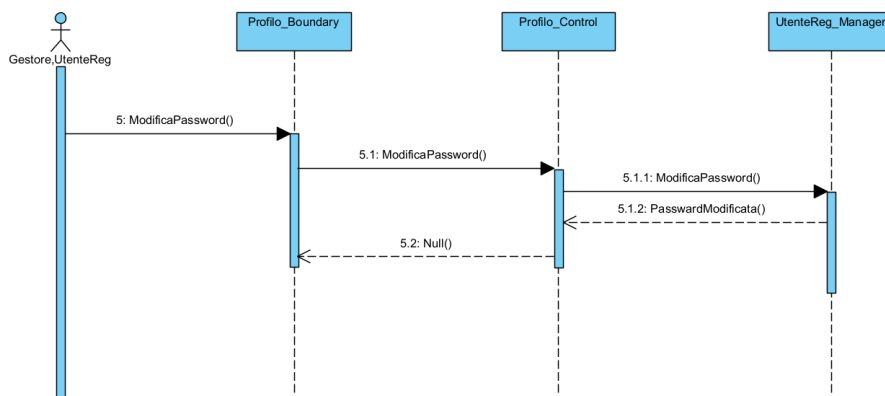 Profilo_Boundary
Profilo_Control
UtenteReg_Manager
Gestore,UtenteReg
5: ModificaPassword()
5.1: ModificaPassword()
5.1.1: ModificaPassword()
5.1.2: PasswardModificata()
5.2: Null()